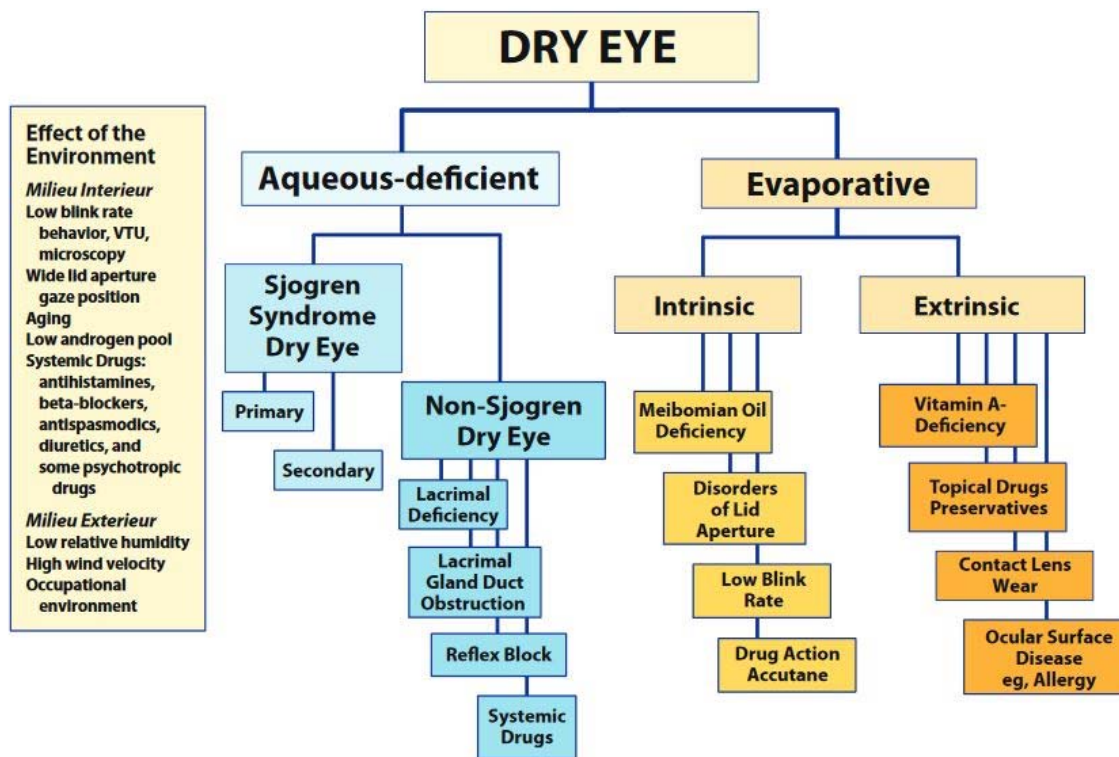 DRY EYE
Effect of the
Environment
Milieu Interieur
Low blink rate
behavior, VTU,
microscopy
Wide lid aperture
gaze position
Aging
Low androgen pool
Systemic Drugs:
antihistamines,
beta-blockers,
antispasmodics,
diuretics, and
some psychotropic
drugs
Milieu Exterieur
Low relative humidity
High wind velocity
Occupational
environment
Aqueous-deficient
Sjogren
Syndrome
Dry Eye
Primary
Secondary
Non-Sjogren
Dry Eye
Lacrimal
Deficiency
Lacrimal
Gland Duct
Obstruction
Reflex Block
Systemic
Drugs
Evaporative
Intrinsic
Meibomian Oil
Deficiency
Disorders
of Lid
Aperture
Low Blink
Rate
Drug Action
Accutane
Extrinsic
Vitamin A-
Deficiency
Topical Drugs
Preservatives
Contact Lens
Wear
Ocular Surface
Disease
eg, Allergy